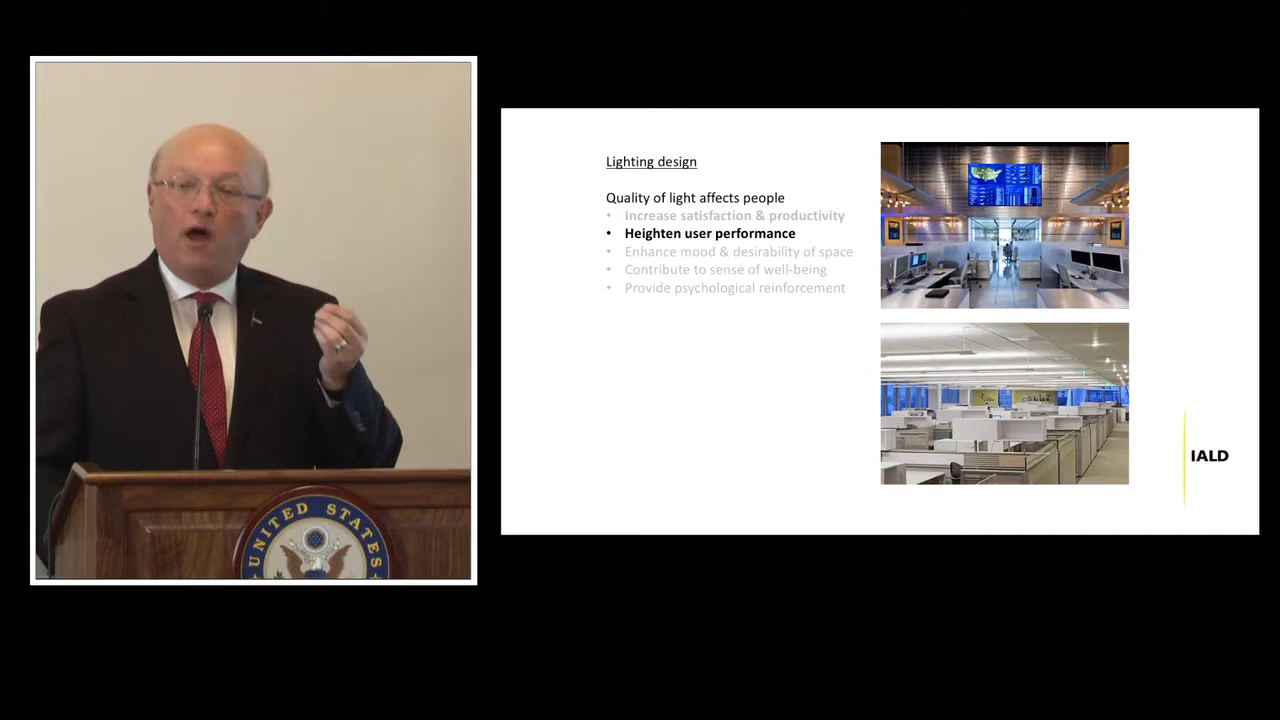 UNITED STATES
Lighting design
Quality of light affects people
• Increase satisfaction & productivity
• Heighten user performance
• Enhance mood & desirability of space
• Contribute to sense of well-being
• Provide psychological reinforcement
IALD